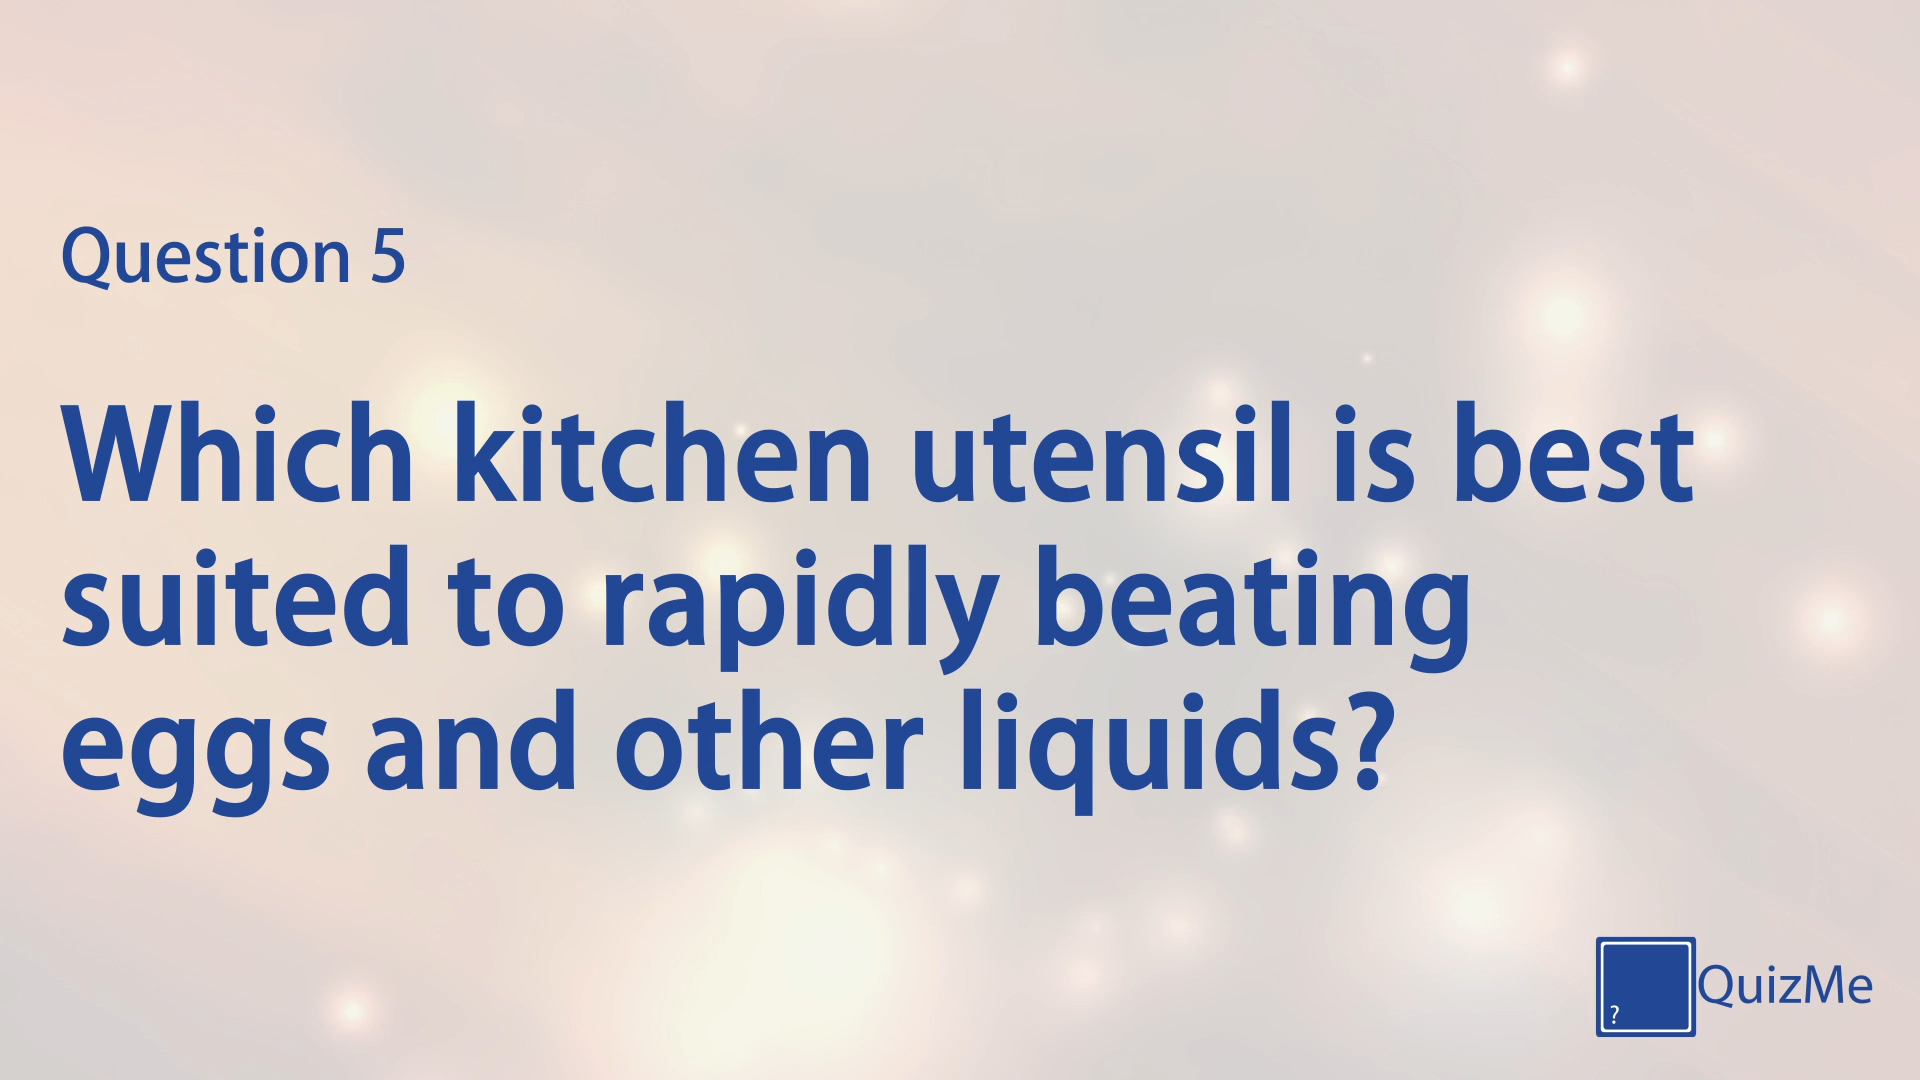 Question 5
Which kitchen utensil is best
suited to rapidly beating
eggs and other liquids?
?
QuizMe